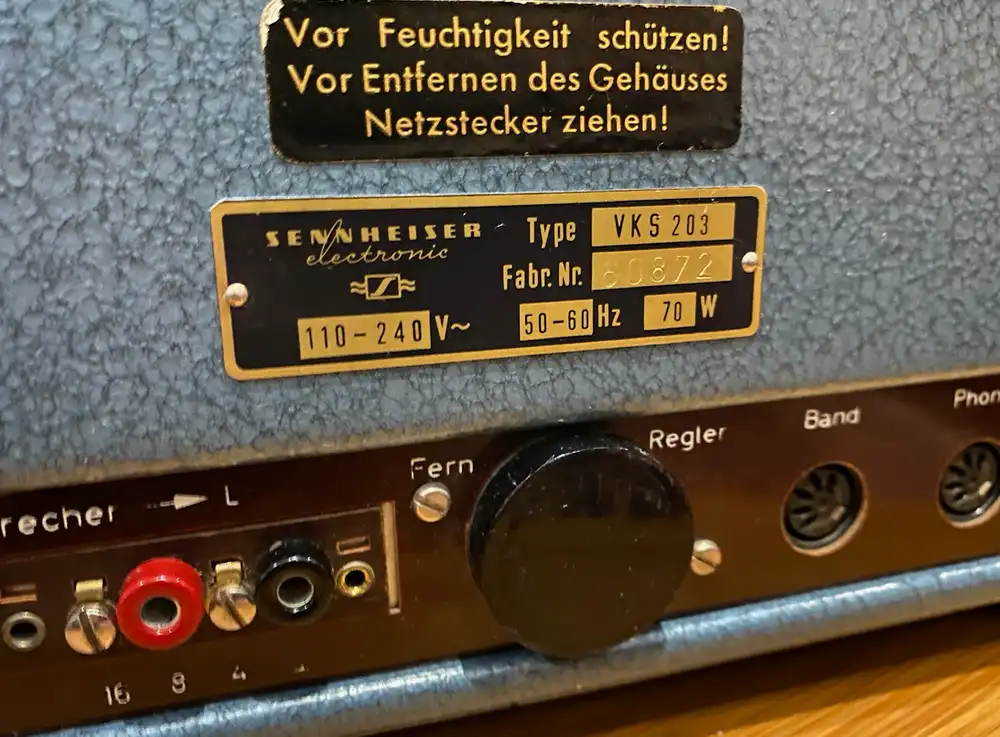 Vor Feuchtigkeit schützen!
Vor Entfernen des Gehäuses
Netzstecker ziehen!
SENNHEISER
electronic
Type VKS 203
Fabr. Nr. 80872
110-240 V~ 50-60 Hz 70 W
recher L
Fern Regler Band Phon
16 8 4